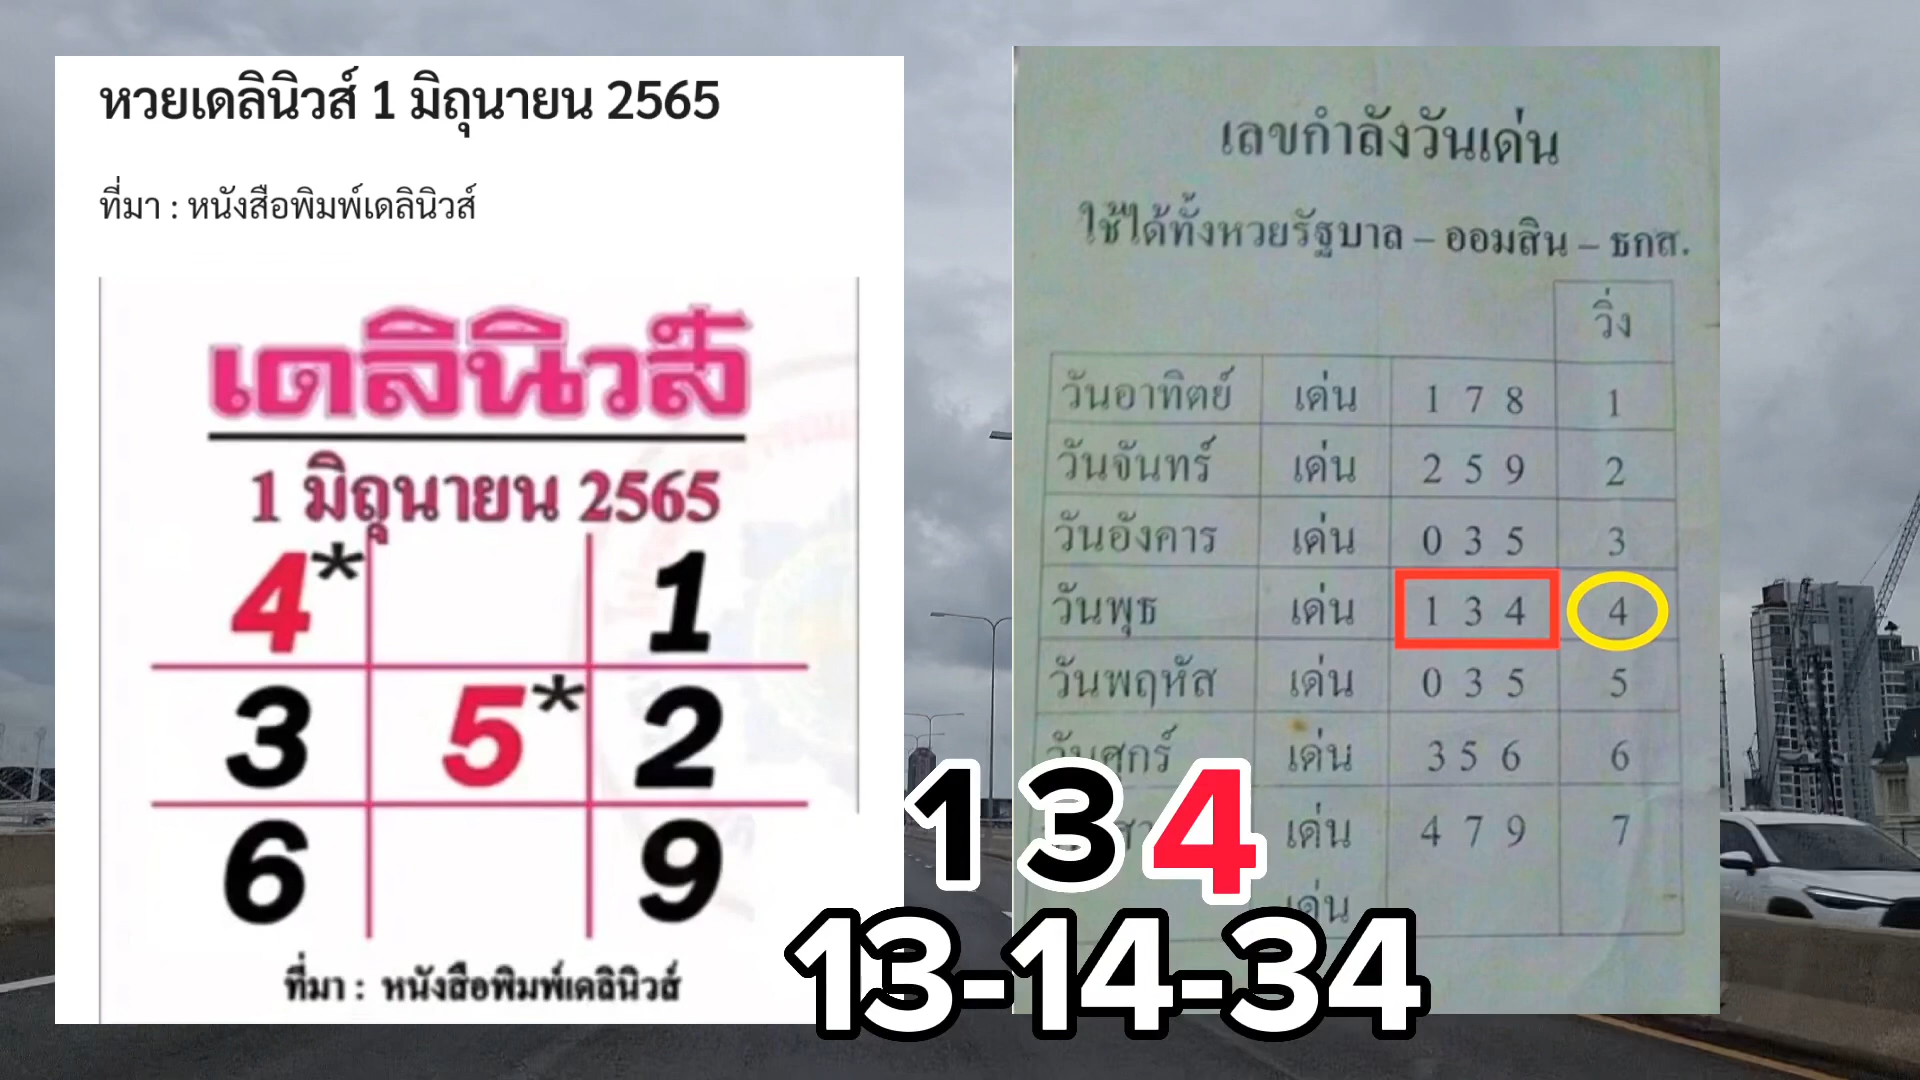 หวยเดลินิวส์ 1 มิถุนายน 2565
ที่มา : หนังสือพิมพ์เดลินิวส์
เดลินิวส์
1 มิถุนายน 2565
4* 1
3 5* 2
6 9
ที่มา : หนังสือพิมพ์เดลินิวส์
เลขกำลังวันเด่น
ใช้ได้ทั้งหวยรัฐบาล – ออมสิน – ธกส.
วิ่ง
วันอาทิตย์ เด่น 1 7 8 1
วันจันทร์ เด่น 2 5 9 2
วันอังคาร เด่น 0 3 5 3
วันพุธ เด่น 1 3 4 4
วันพฤหัส เด่น 0 3 5 5
วันศุกร์ เด่น 3 5 6 6
เด่น 4 7 9 7
เด่น
1 3 4
13-14-34